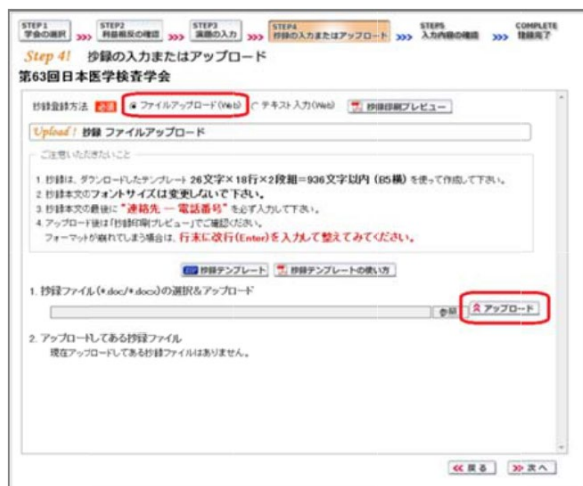 STEP1 STEP2 STEP3 STEP4 STEP5 COMPLETE
学会の選択 >>> 利益相反の確認 >>> 演題の入力 >>> 抄録の入力またはアップロード >>> 入力内容の確認 >>> 登録完了
Step 4! 抄録の入力またはアップロード
第63回日本医学検査学会
抄録登録方法 必須 ファイルアップロード(Web) テキスト入力(Web) 抄録印刷プレビュー
Upload! 抄録 ファイルアップロード
ご注意いただきたいこと
1. 抄録は、ダウンロードしたテンプレート 26文字×18行×2段組=936文字以内 (B5横) を使って作成して下さい。
2. 抄録本文のフォントサイズは変更しないで下さい。
3. 抄録本文の最後に "連絡先 ― 電話番号" を必ず入力して下さい。
4. アップロード後は「抄録印刷プレビュー」でご確認ください。
フォーマットが崩れてしまう場合は、行末に改行(Enter)を入力して整えてみてください。
抄録テンプレート 抄録テンプレートの使い方
1. 抄録ファイル(*.doc/*.docx)の選択&アップロード
参照 アップロード
2. アップロードしてある抄録ファイル
現在アップロードしてある抄録ファイルはありません。
<< 戻る >> 次へ